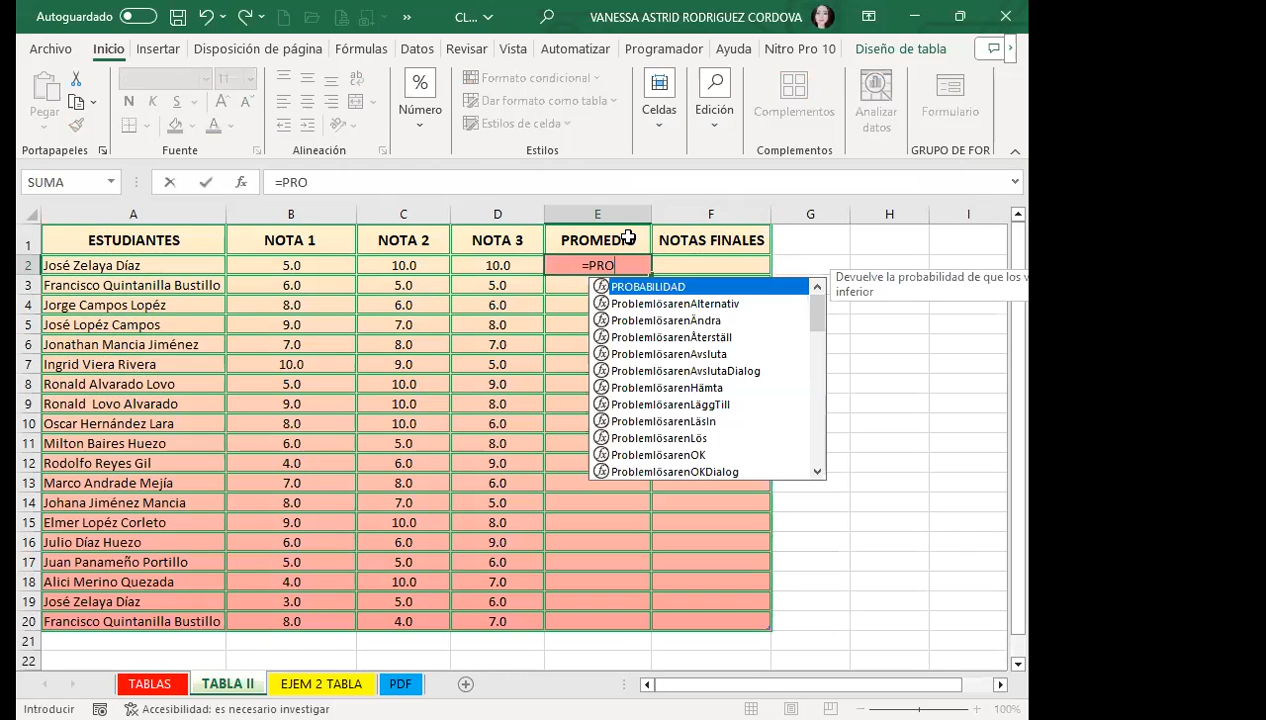 Autoguardado CL... VANESSA ASTRID RODRIGUEZ CORDOVA
Archivo Inicio Insertar Disposición de página Fórmulas Datos Revisar Vista Automatizar Programador Ayuda Nitro Pro 10 Diseño de tabla
Pegar
Portapapeles
N K S
Fuente
Alineación
%
Número
Formato condicional
Dar formato como tabla
Estilos de celda
Estilos
Celdas
Edición
Complementos
Complementos
Analizar
datos
Formulario
GRUPO DE FOR
SUMA fx =PRO
A B C D E F G H I
1 ESTUDIANTES NOTA 1 NOTA 2 NOTA 3 PROMEDIO NOTAS FINALES
2 José Zelaya Díaz 5.0 10.0 10.0 =PRO
3 Francisco Quintanilla Bustillo 6.0 5.0 5.0
4 Jorge Campos Lopéz 8.0 6.0 6.0
5 José Lopéz Campos 9.0 7.0 8.0
6 Jonathan Mancia Jiménez 7.0 8.0 7.0
7 Ingrid Viera Rivera 10.0 9.0 5.0
8 Ronald Alvarado Lovo 5.0 10.0 9.0
9 Ronald Lovo Alvarado 9.0 10.0 8.0
10 Oscar Hernández Lara 8.0 10.0 6.0
11 Milton Baires Huezo 6.0 5.0 8.0
12 Rodolfo Reyes Gil 4.0 6.0 9.0
13 Marco Andrade Mejía 7.0 8.0 6.0
14 Johana Jiménez Mancia 8.0 7.0 5.0
15 Elmer Lopéz Corleto 9.0 10.0 8.0
16 Julio Díaz Huezo 6.0 6.0 9.0
17 Juan Panameño Portillo 5.0 5.0 6.0
18 Alici Merino Quezada 4.0 10.0 7.0
19 José Zelaya Díaz 3.0 5.0 6.0
20 Francisco Quintanilla Bustillo 8.0 4.0 7.0
21
22
PROBABILIDAD
ProblemlösarenAlternativ
ProblemlösarenÄndra
ProblemlösarenÅterställ
ProblemlösarenAvsluta
ProblemlösarenAvslutaDialog
ProblemlösarenHämta
ProblemlösarenLäggTill
ProblemlösarenLäsIn
ProblemlösarenLös
ProblemlösarenOK
ProblemlösarenOKDialog
Devuelve la probabilidad de que los v
inferior
TABLAS TABLA II EJEM 2 TABLA PDF
Introducir Accesibilidad: es necesario investigar 100%